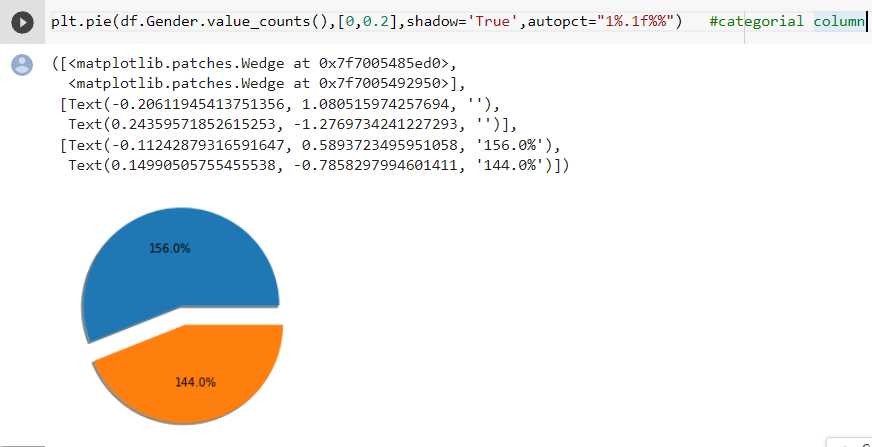 plt.pie(df.Gender.value_counts(),[0,0.2],shadow='True',autopct="1%.1f%%")   #categorial column
([<matplotlib.patches.Wedge at 0x7f7005485ed0>,
  <matplotlib.patches.Wedge at 0x7f7005492950>],
 [Text(-0.20611945413751356, 1.080515974257694, ''),
  Text(0.24359571852615253, -1.2769734241227293, '')],
 [Text(-0.11242879316591647, 0.5893723495951058, '156.0%'),
  Text(0.14990505755455538, -0.7858297994601411, '144.0%')])
156.0%
144.0%